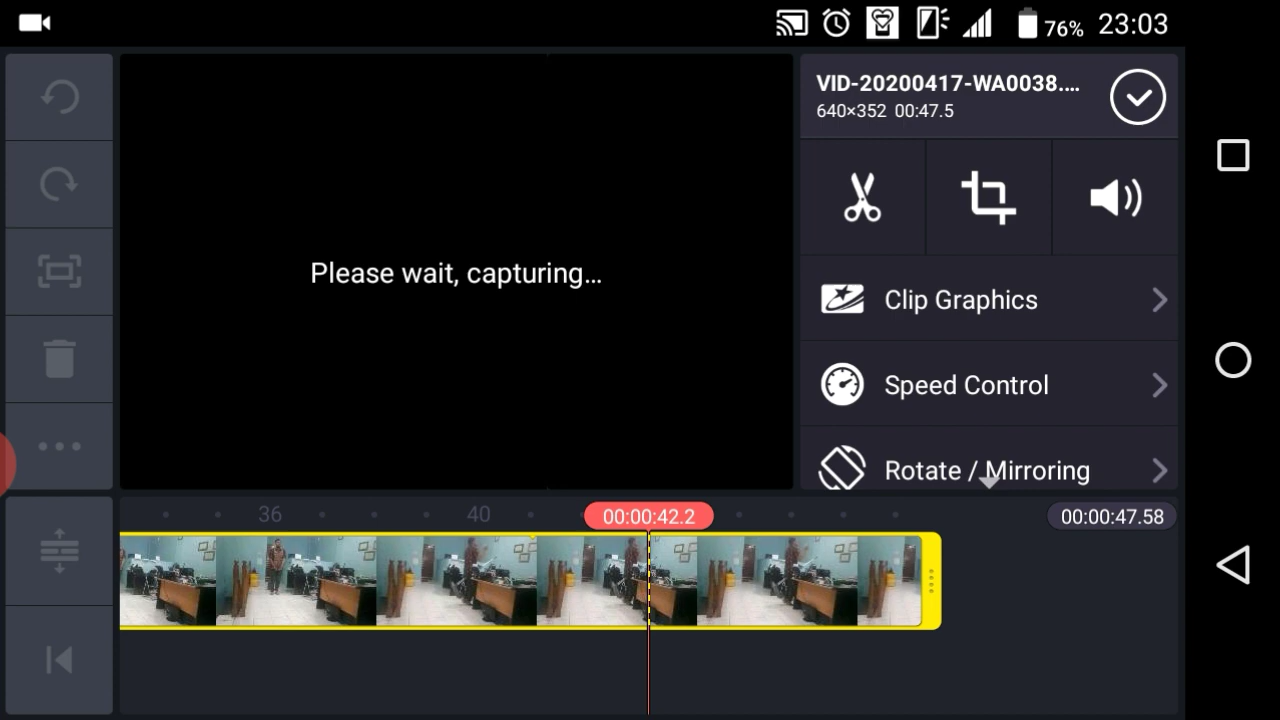 76% 23:03
VID-20200417-WA0038....
640×352 00:47.5
Please wait, capturing...
Clip Graphics
Speed Control
Rotate / Mirroring
36 40 00:00:42.2 00:00:47.58